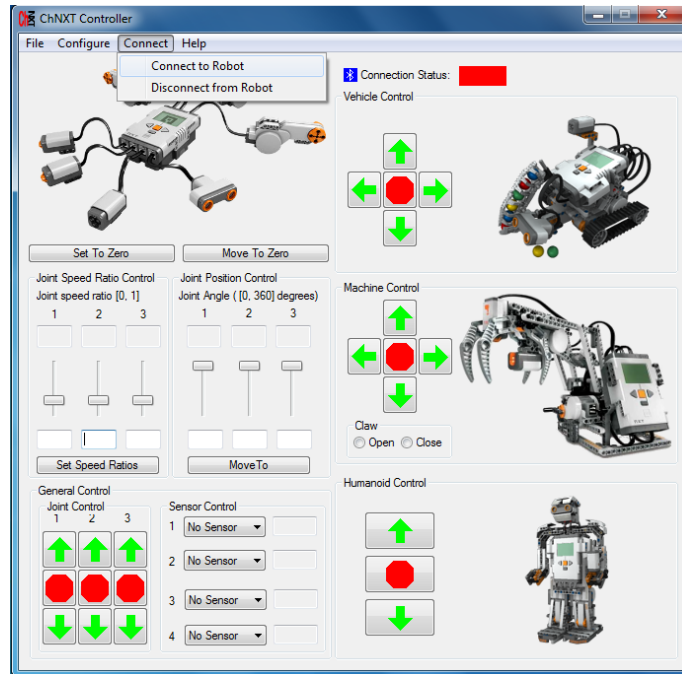 Ch ChNXT Controller
File Configure Connect Help
Connect to Robot
Disconnect from Robot
Connection Status:
Vehicle Control
Set To Zero Move To Zero
Joint Speed Ratio Control
Joint speed ratio [0, 1]
1 2 3
Set Speed Ratios
Joint Position Control
Joint Angle ( [0, 360] degrees)
1 2 3
MoveTo
Machine Control
Claw
Open Close
General Control
Joint Control
1 2 3
Sensor Control
1 No Sensor
2 No Sensor
3 No Sensor
4 No Sensor
Humanoid Control